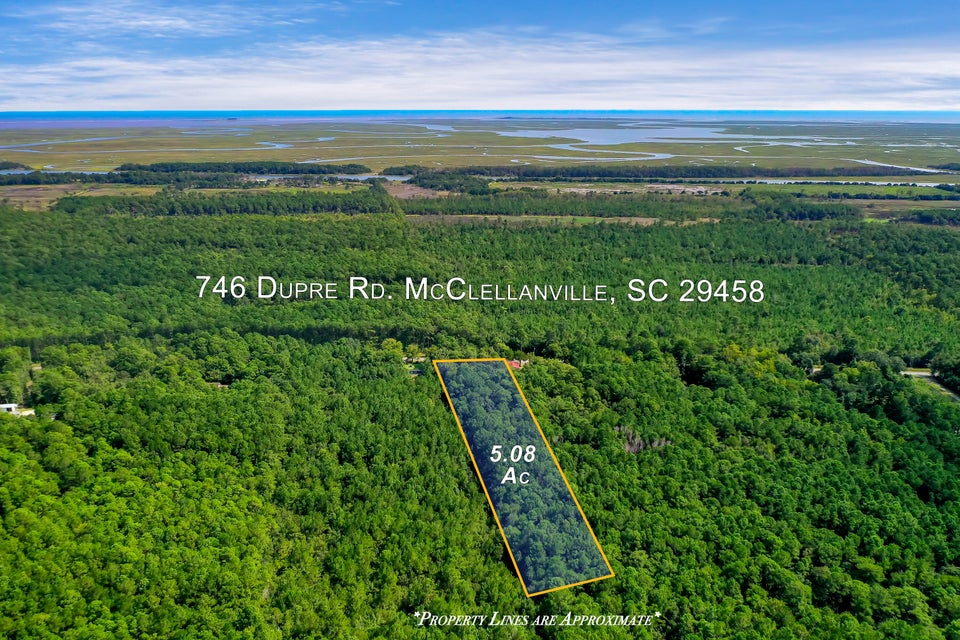 746 Dupre Rd. McClellanville, SC 29458
5.08
Ac
*Property Lines are Approximate*